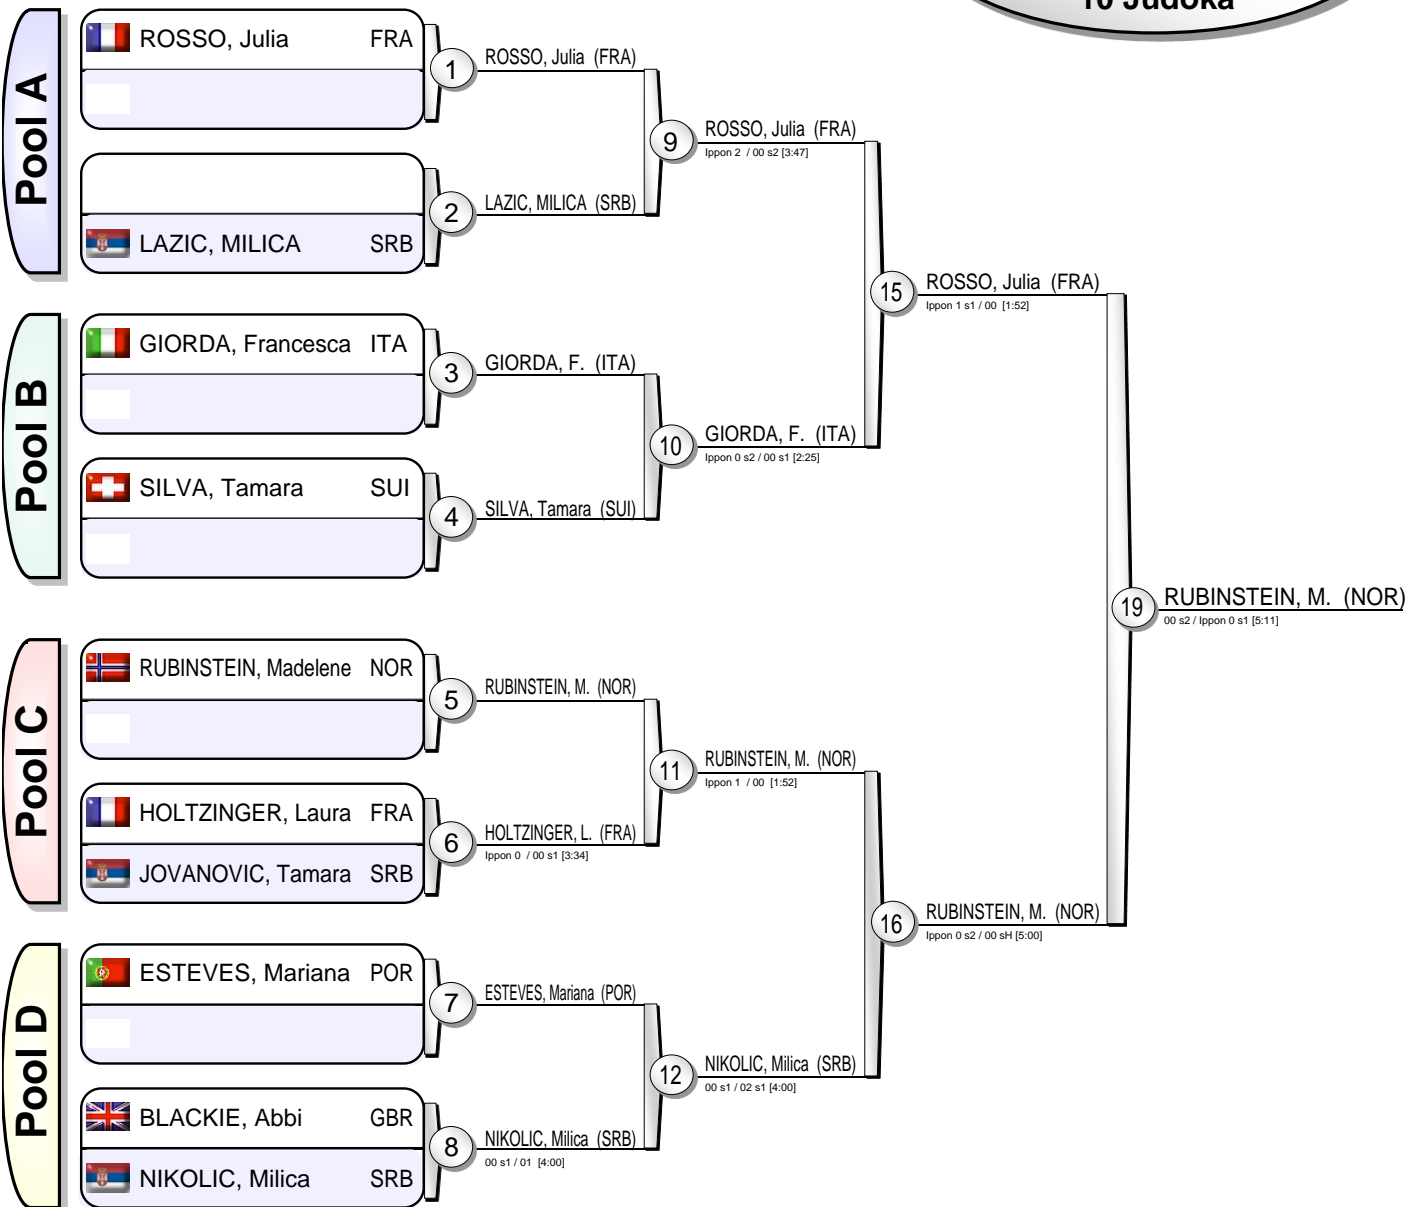 10 Judoka
Pool A
ROSSO, Julia FRA
1
ROSSO, Julia (FRA)
LAZIC, MILICA SRB
2
LAZIC, MILICA (SRB)
9
ROSSO, Julia (FRA)
Ippon 2 / 00 s2 [3:47]
Pool B
GIORDA, Francesca ITA
3
GIORDA, F. (ITA)
SILVA, Tamara SUI
4
SILVA, Tamara (SUI)
10
GIORDA, F. (ITA)
Ippon 0 s2 / 00 s1 [2:25]
15
ROSSO, Julia (FRA)
Ippon 1 s1 / 00 [1:52]
Pool C
RUBINSTEIN, Madelene NOR
5
RUBINSTEIN, M. (NOR)
HOLTZINGER, Laura FRA
JOVANOVIC, Tamara SRB
6
HOLTZINGER, L. (FRA)
Ippon 0 / 00 s1 [3:34]
11
RUBINSTEIN, M. (NOR)
Ippon 1 / 00 [1:52]
Pool D
ESTEVES, Mariana POR
7
ESTEVES, Mariana (POR)
BLACKIE, Abbi GBR
NIKOLIC, Milica SRB
8
NIKOLIC, Milica (SRB)
00 s1 / 01 [4:00]
12
NIKOLIC, Milica (SRB)
00 s1 / 02 s1 [4:00]
16
RUBINSTEIN, M. (NOR)
Ippon 0 s2 / 00 sH [5:00]
19
RUBINSTEIN, M. (NOR)
00 s2 / Ippon 0 s1 [5:11]